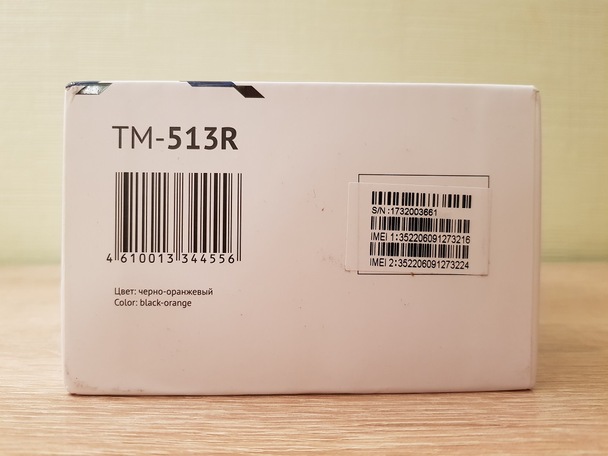 TM-513R
4 610013 344556
Цвет: черно-оранжевый
Color: black-orange
S/N :1732003661
IMEI 1:352206091273216
IMEI 2:352206091273224